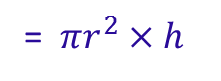 = πr² × h